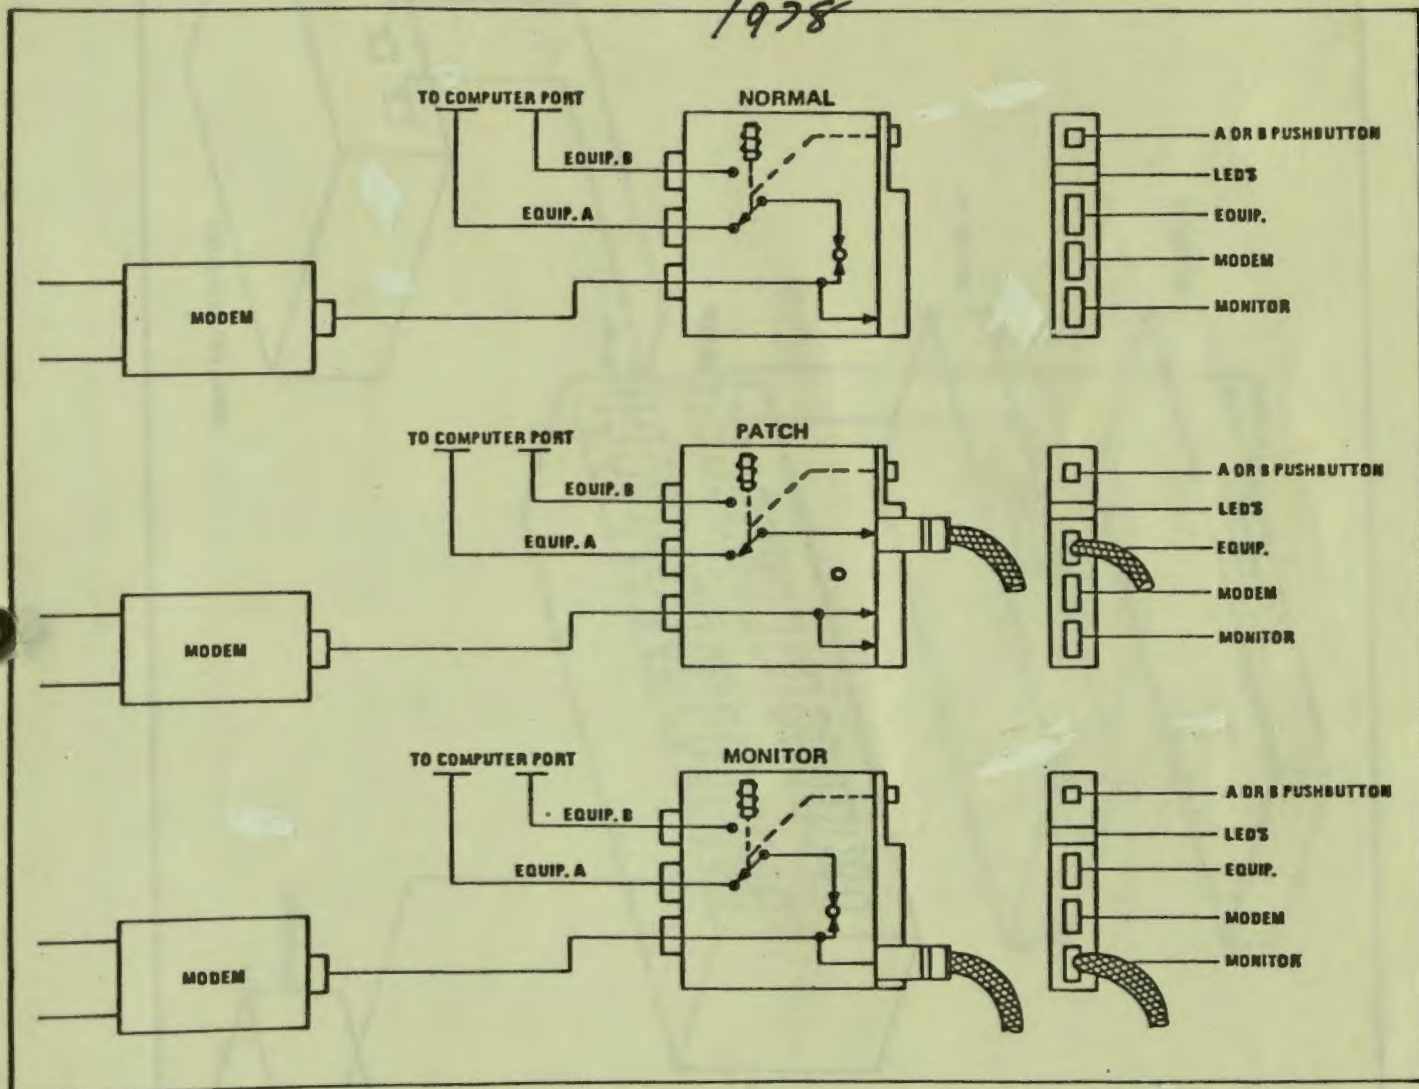 1978
TO COMPUTER PORT
NORMAL
EQUIP. B
EQUIP. A
MODEM
A OR B PUSHBUTTON
LED'S
EQUIP.
MODEM
MONITOR
TO COMPUTER PORT
PATCH
EQUIP. B
EQUIP. A
MODEM
A OR B PUSHBUTTON
LED'S
EQUIP.
MODEM
MONITOR
TO COMPUTER PORT
MONITOR
EQUIP. B
EQUIP. A
MODEM
A OR B PUSHBUTTON
LED'S
EQUIP.
MODEM
MONITOR